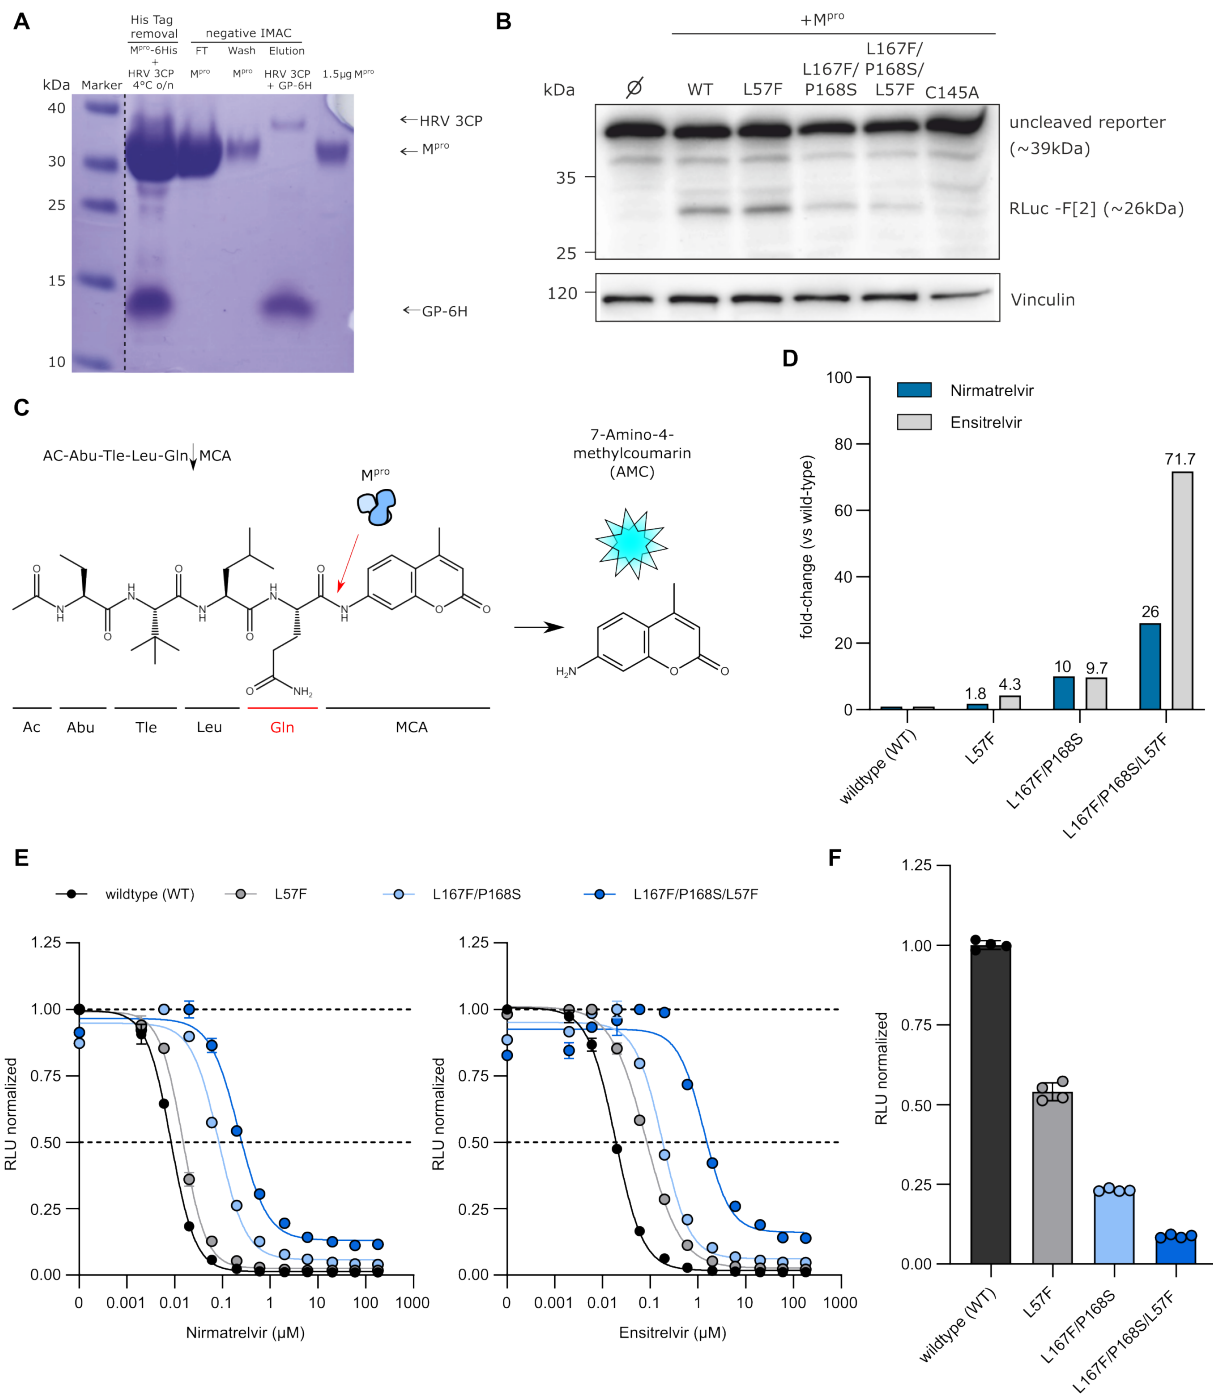 A
His Tag
removal
negative IMAC
Mpro-6His
+
HRV 3CP
4°C o/n
FT
Mpro
Wash
Mpro
Elution
HRV 3CP
+ GP-6H
1.5µg Mpro
kDa
Marker
40
30
25
15
10
←HRV 3CP
←Mpro
←GP-6H
B
+Mpro
kDa
∅
WT
L57F
L167F/
P168S
L167F/
P168S/
L57F
C145A
35
25
120
uncleaved reporter
(~39kDa)
RLuc -F[2] (~26kDa)
Vinculin
C
AC-Abu-Tle-Leu-Gln↓MCA
Mpro
7-Amino-4-
methylcoumarin
(AMC)
O
N
H
O
H
N
O
N
H
O
H
N
O
N
H
O
O
O
NH2
H2N
O
O
Ac
Abu
Tle
Leu
Gln
MCA
D
fold-change (vs wild-type)
100
80
60
40
20
0
Nirmatrelvir
Ensitrelvir
1.8
4.3
10
9.7
26
71.7
wildtype (WT)
L57F
L167F/P168S
L167F/P168S/L57F
E
wildtype (WT)
L57F
L167F/P168S
L167F/P168S/L57F
RLU normalized
1.25
1.00
0.75
0.50
0.25
0.00
0
0.001
0.01
0.1
1
10
100
1000
Nirmatrelvir (µM)
RLU normalized
1.25
1.00
0.75
0.50
0.25
0.00
0
0.001
0.01
0.1
1
10
100
1000
Ensitrelvir (µM)
F
RLU normalized
1.25
1.00
0.75
0.50
0.25
0.00
wildtype (WT)
L57F
L167F/P168S
L167F/P168S/L57F